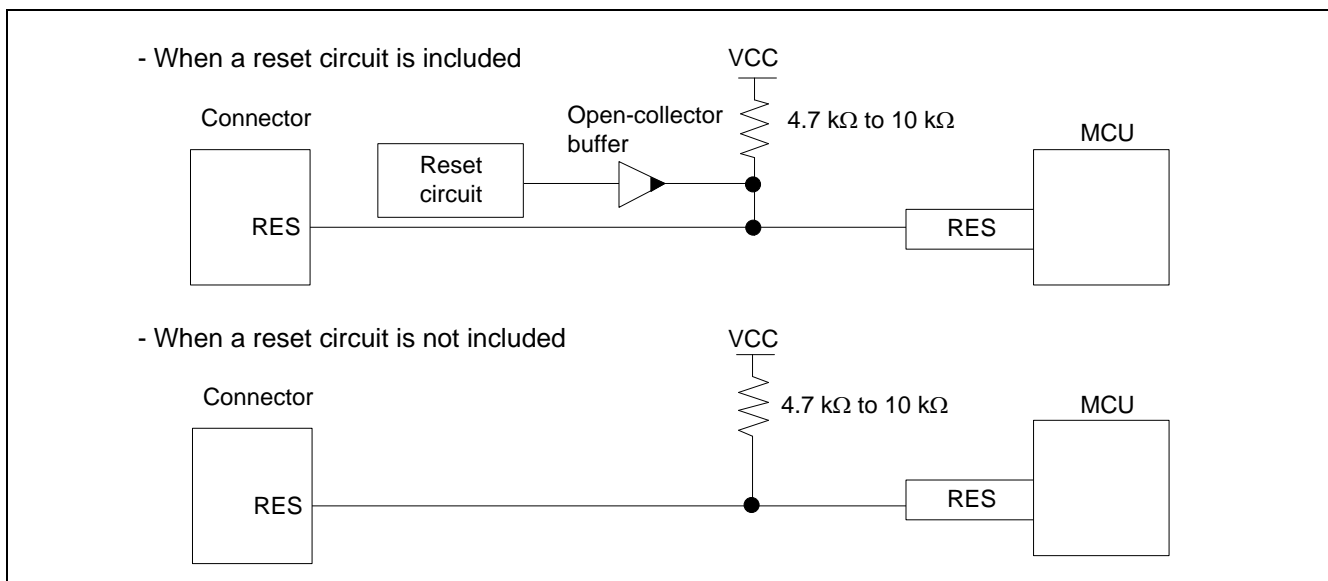 - When a reset circuit is included
VCC
Connector
Open-collector
buffer
4.7 kΩ to 10 kΩ
MCU
Reset
circuit
RES
RES
- When a reset circuit is not included
VCC
Connector
4.7 kΩ to 10 kΩ
MCU
RES
RES